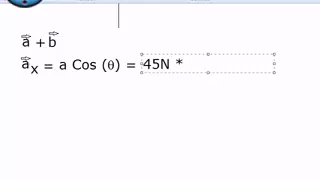 a⃗ + b⃗
a⃗x = a Cos (θ) = 45N *